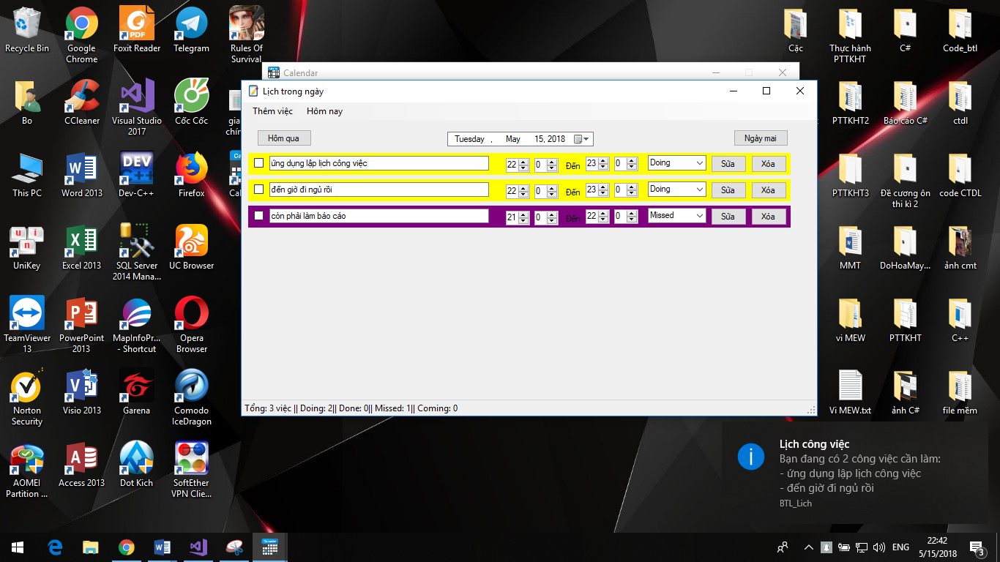 Recycle Bin
Google
Chrome
Foxit Reader
Telegram
Rules Of
Survival
Cặc
Thực hành
PTTKHT
C#
Code_btl
Bo
CCleaner
Visual Studio
2017
Cốc Cốc
PTTKHT2
Báo cáo C#
ctdl
This PC
Word 2013
Dev-C++
Firefox
PTTKHT3
Đề cương ôn
thi kì 2
code CTDL
UniKey
Excel 2013
SQL Server
2014 Mana...
UC Browser
MMT
DoHoaMay...
ảnh cmt
TeamViewer
13
PowerPoint
2013
MapInfoPr...
- Shortcut
Opera
Browser
vi MEW
PTTKHT
C++
Norton
Security
Visio 2013
Garena
Comodo
IceDragon
Vi MEW.txt
ảnh C#
file mềm
AOMEI
Partition ...
Access 2013
Dot Kich
SoftEther
VPN Clie...
Calendar
Lịch trong ngày
Thêm việc Hôm nay
Hôm qua Tuesday , May 15, 2018 Ngày mai
ứng dụng lập lịch công việc 22 0 Đến 23 0 Doing Sửa Xóa
đến giờ đi ngủ rồi 22 0 Đến 23 0 Doing Sửa Xóa
còn phải làm báo cáo 21 0 Đến 22 0 Missed Sửa Xóa
Tổng: 3 việc || Doing: 2|| Done: 0|| Missed: 1|| Coming: 0
Lịch công việc
Bạn đang có 2 công việc cần làm:
- ứng dụng lập lịch công việc
- đến giờ đi ngủ rồi
BTL_Lich
ENG
22:42
5/15/2018
3